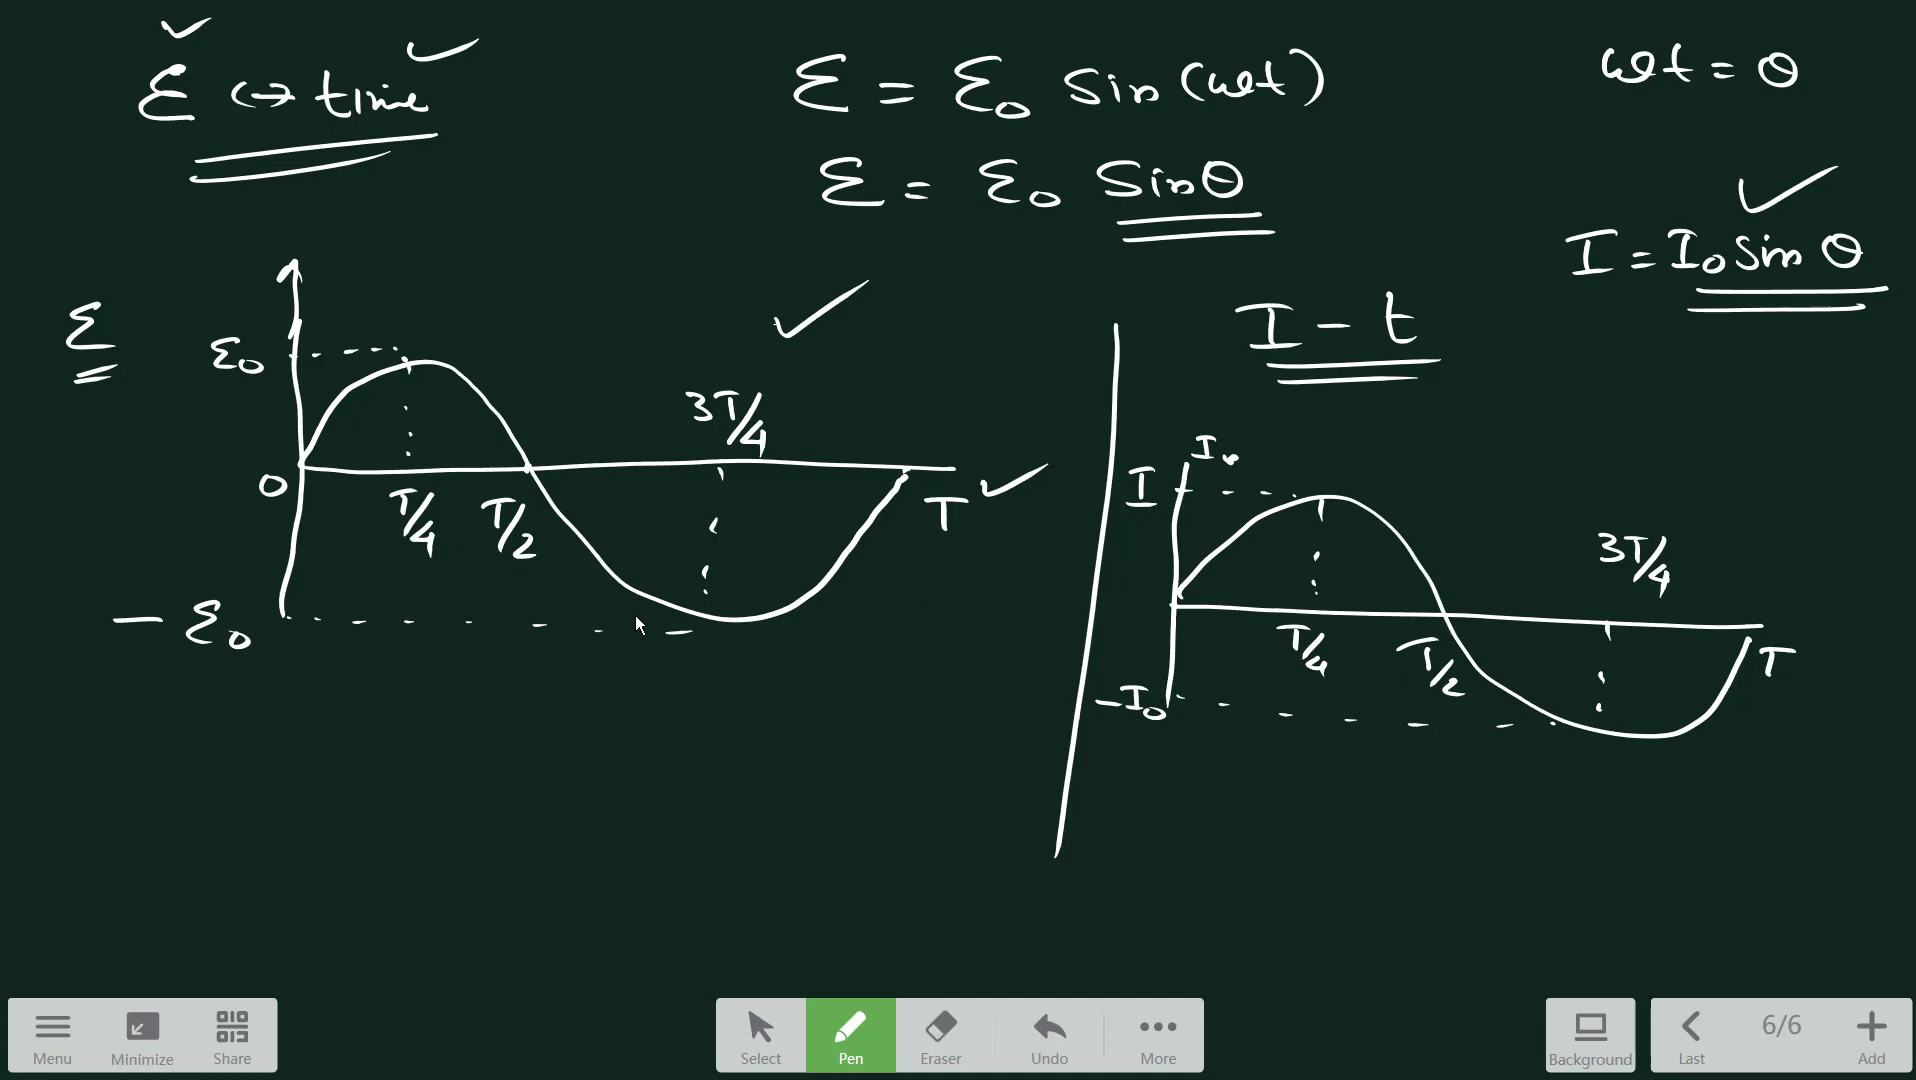 ε ↔ time
ε = ε₀ sin(ωt)
ωt = θ
ε = ε₀ sinθ
I = I₀ sin θ
I - t
ε
ε₀
3T/4
0
T/4
T/2
T
- ε₀
I₀
I
3T/4
T/4
T/2
T
-I₀
Menu
Minimize
Share
Select
Pen
Eraser
Undo
More
Background
Last
6/6
Add